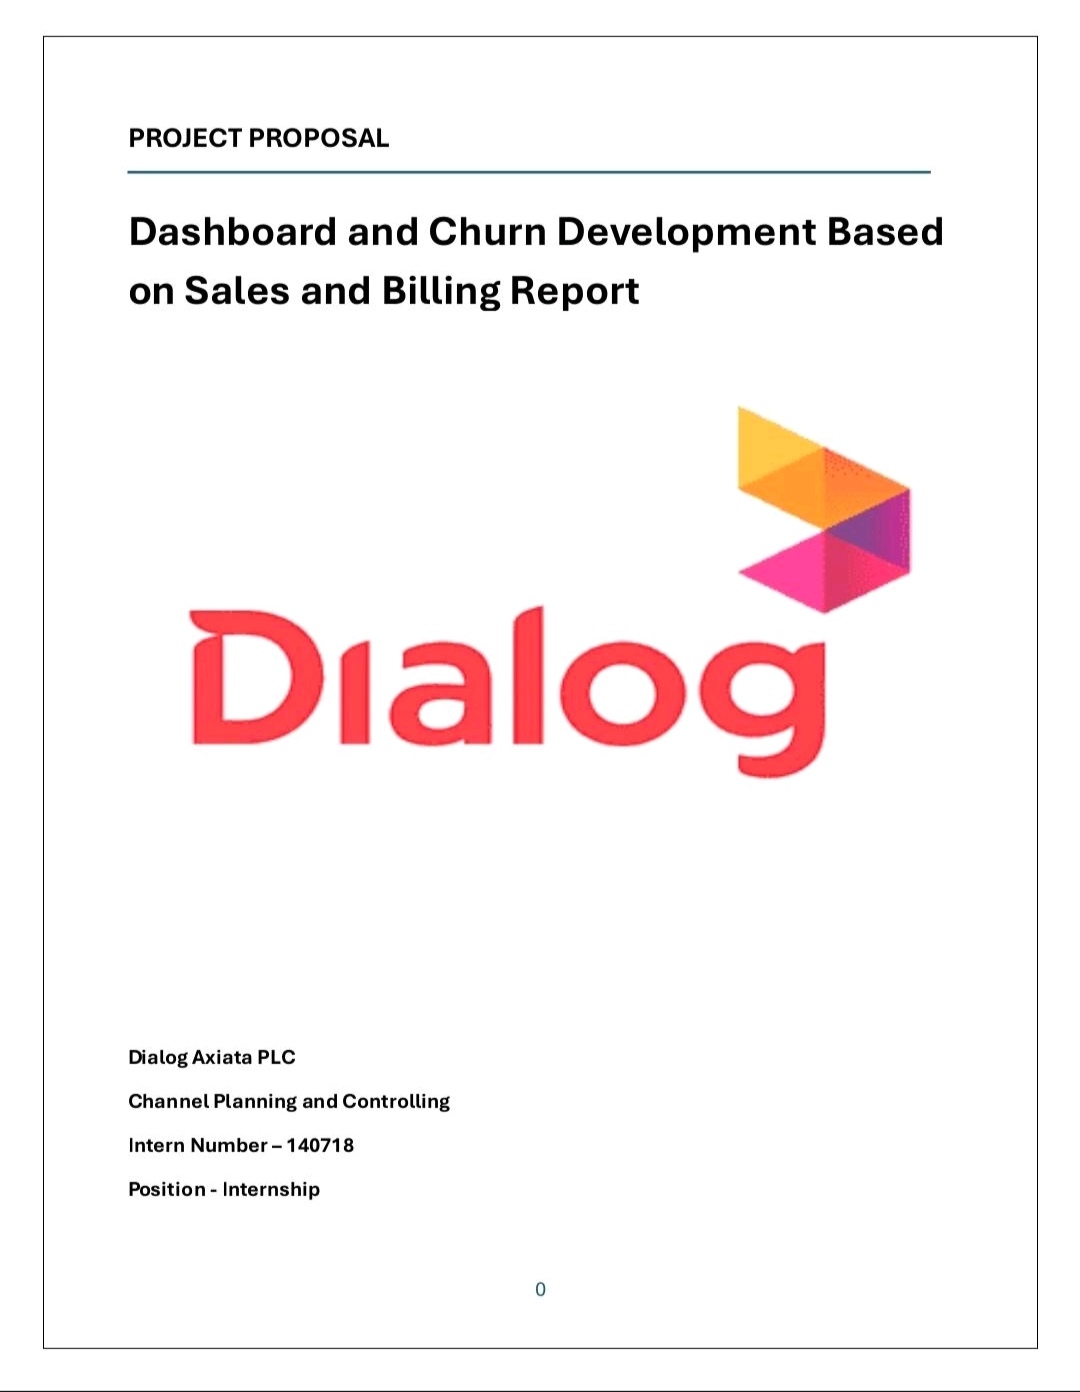 PROJECT PROPOSAL
Dashboard and Churn Development Based
on Sales and Billing Report
Dialog
Dialog Axiata PLC
Channel Planning and Controlling
Intern Number – 140718
Position - Internship
0